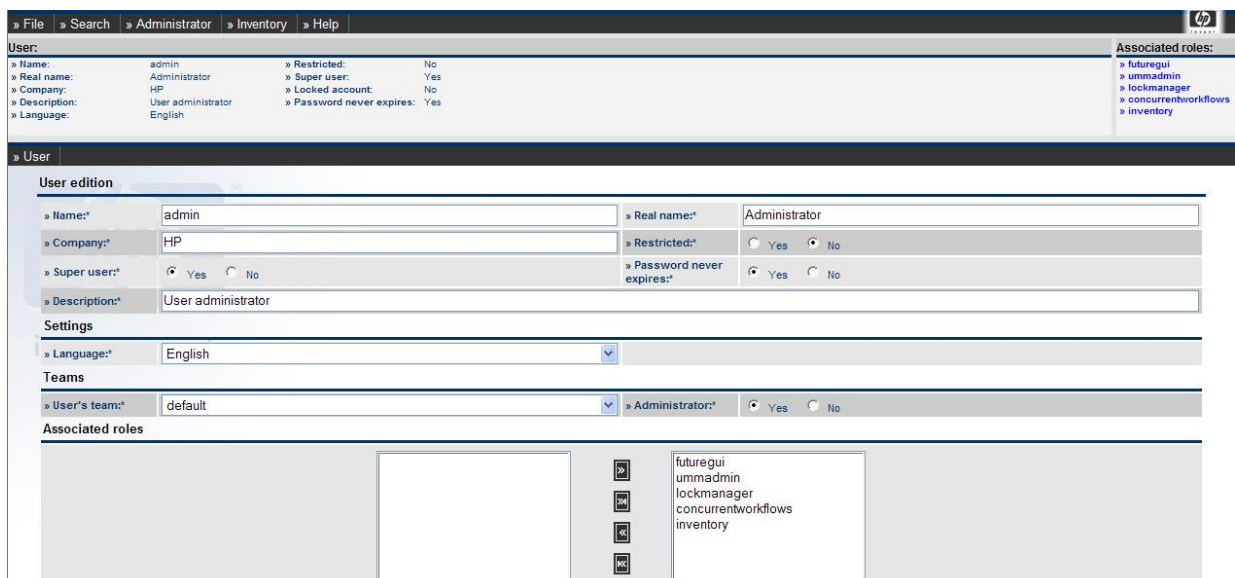 » File » Search » Administrator » Inventory » Help
hp
invent
User: Associated roles:
» Name: admin » Restricted: No » futuregui
» Real name: Administrator » Super user: Yes » ummadmin
» Company: HP » Locked account: No » lockmanager
» Description: User administrator » Password never expires: Yes » concurrentworkflows
» Language: English » inventory
» User
User edition
» Name:* admin » Real name:* Administrator
» Company:* HP » Restricted:* Yes No
» Super user:* Yes No » Password never expires:* Yes No
» Description:* User administrator
Settings
» Language:* English
Teams
» User's team:* default » Administrator:* Yes No
Associated roles
futuregui
ummadmin
lockmanager
concurrentworkflows
inventory